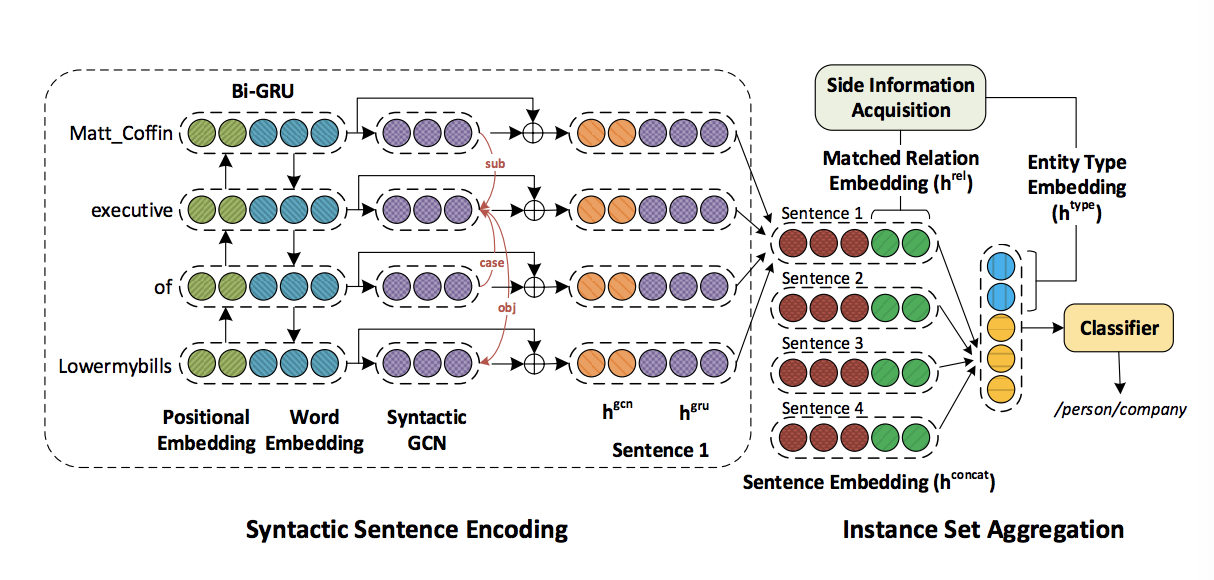 Bi-GRU
Matt_Coffin
executive
of
Lowermybills
sub
case
obj
Positional
Embedding
Word
Embedding
Syntactic
GCN
h^gcn
h^gru
Sentence 1
Syntactic Sentence Encoding
Side Information
Acquisition
Matched Relation
Embedding (h^rel)
Entity Type
Embedding
(h^type)
Sentence 1
Sentence 2
Sentence 3
Sentence 4
Sentence Embedding (h^concat)
Classifier
/person/company
Instance Set Aggregation